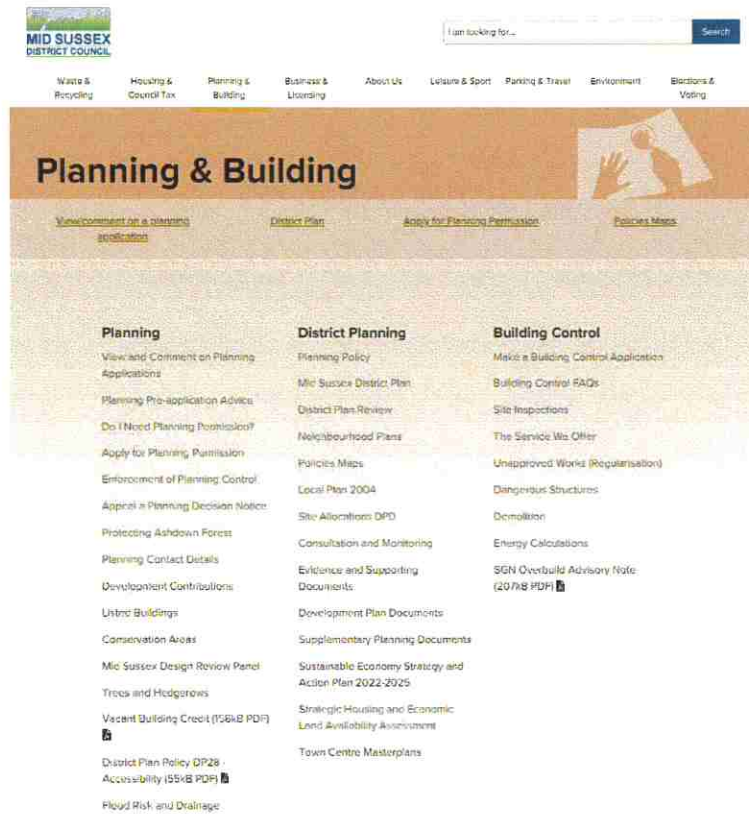 MID SUSSEX
DISTRICT COUNCIL
I am looking for...
Search
Waste &
Recycling
Housing &
Council Tax
Planning &
Building
Business &
Licensing
About Us
Leisure & Sport
Parking & Travel
Environment
Elections &
Voting
Planning & Building
View/comment on a planning
application
District Plan
Apply for Planning Permission
Policies Maps
Planning
View and Comment on Planning
Applications
Planning Pre-application Advice
Do I Need Planning Permission?
Apply for Planning Permission
Enforcement of Planning Control
Appeal a Planning Decision Notice
Protecting Ashdown Forest
Planning Contact Details
Development Contributions
Listed Buildings
Conservation Areas
Mid Sussex Design Review Panel
Trees and Hedgerows
Vacant Building Credit (156kB PDF)
District Plan Policy DP28 -
Accessibility (55kB PDF)
Flood Risk and Drainage
District Planning
Planning Policy
Mid Sussex District Plan
District Plan Review
Neighbourhood Plans
Policies Maps
Local Plan 2004
Site Allocations DPD
Consultation and Monitoring
Evidence and Supporting
Documents
Development Plan Documents
Supplementary Planning Documents
Sustainable Economy Strategy and
Action Plan 2022-2025
Strategic Housing and Economic
Land Availability Assessment
Town Centre Masterplans
Building Control
Make a Building Control Application
Building Control FAQs
Site Inspections
The Service We Offer
Unapproved Works (Regularisation)
Dangerous Structures
Demolition
Energy Calculations
SGN Overbuild Advisory Note
(207kB PDF)